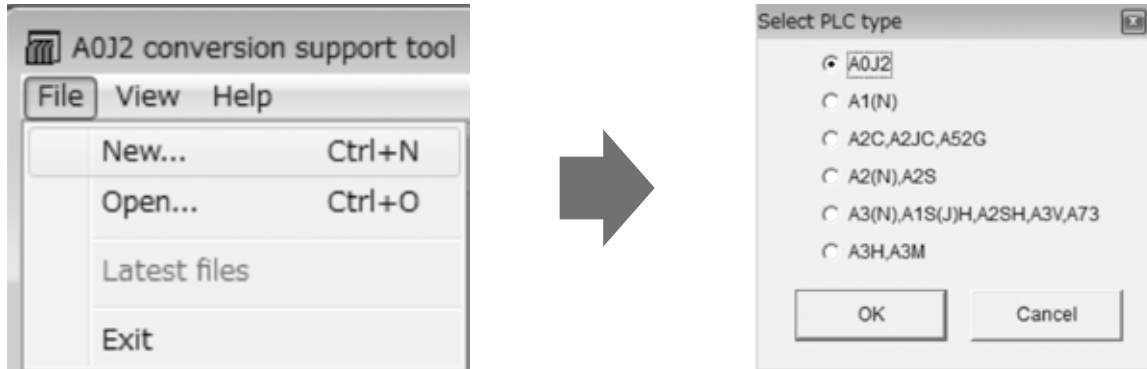 A0J2 conversion support tool
File View Help
New... Ctrl+N
Open... Ctrl+O
Latest files
Exit
Select PLC type
A0J2
A1(N)
A2C,A2JC,A52G
A2(N),A2S
A3(N),A1S(J)H,A2SH,A3V,A73
A3H,A3M
OK Cancel